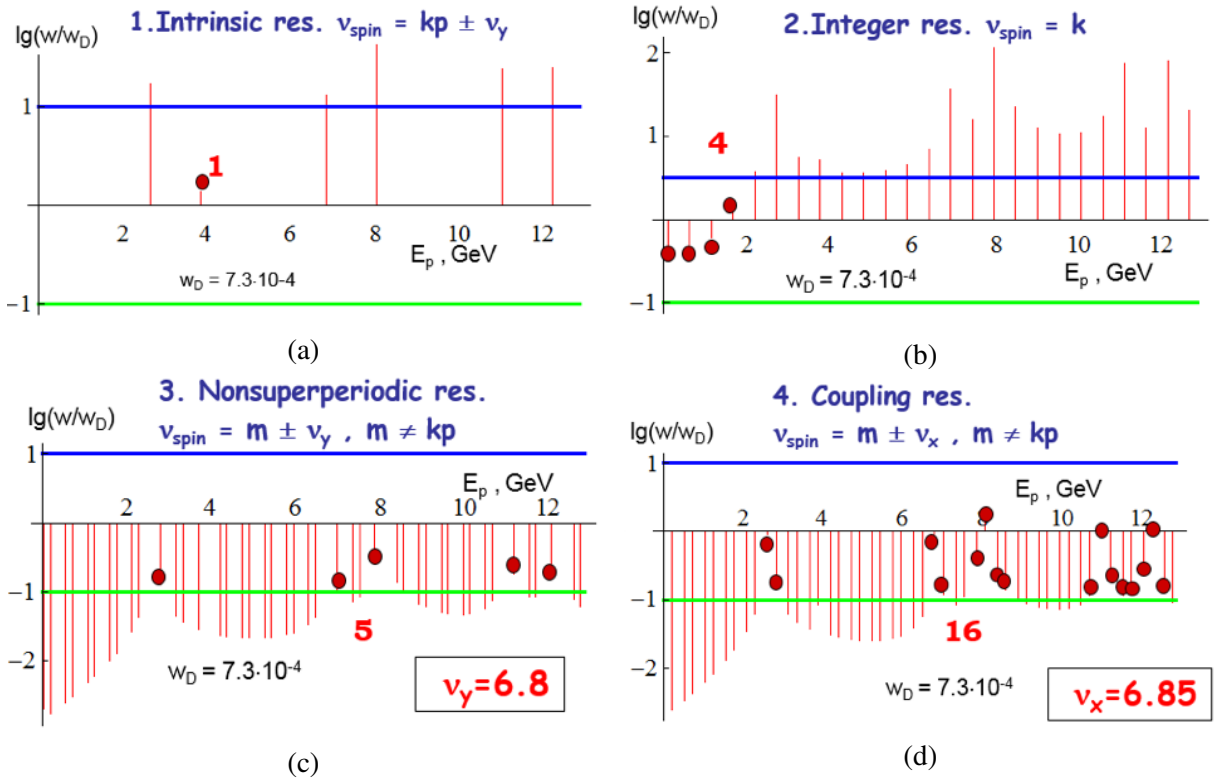 1.Intrinsic res. νspin = kp ± νy
lg(w/wD)
1
1
2
4
6
8
10
12
Ep , GeV
wD = 7.3·10-4
−1
(a)
2.Integer res. νspin = k
lg(w/wD)
2
1
4
2
4
6
8
10
12
Ep , GeV
wD = 7.3·10-4
−1
(b)
3. Nonsuperperiodic res.
νspin = m ± νy , m ≠ kp
lg(w/wD)
1
Ep , GeV
2
4
6
8
10
12
−1
5
−2
wD = 7.3·10-4
νy=6.8
(c)
4. Coupling res.
νspin = m ± νx , m ≠ kp
lg(w/wD)
1
Ep , GeV
2
4
6
8
10
12
−1
16
−2
wD = 7.3·10-4
νx=6.85
(d)